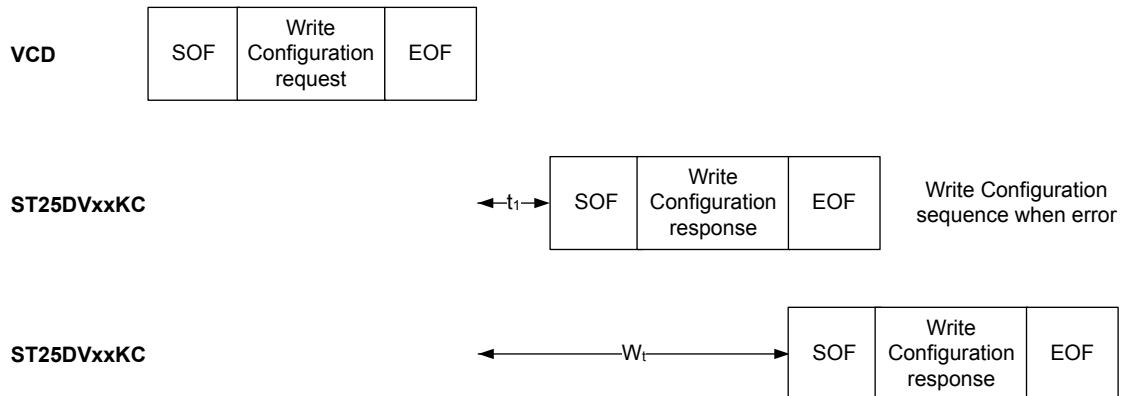 VCD
SOF
Write
Configuration
request
EOF
ST25DVxxKC
t1
SOF
Write
Configuration
response
EOF
Write Configuration
sequence when error
ST25DVxxKC
Wt
SOF
Write
Configuration
response
EOF